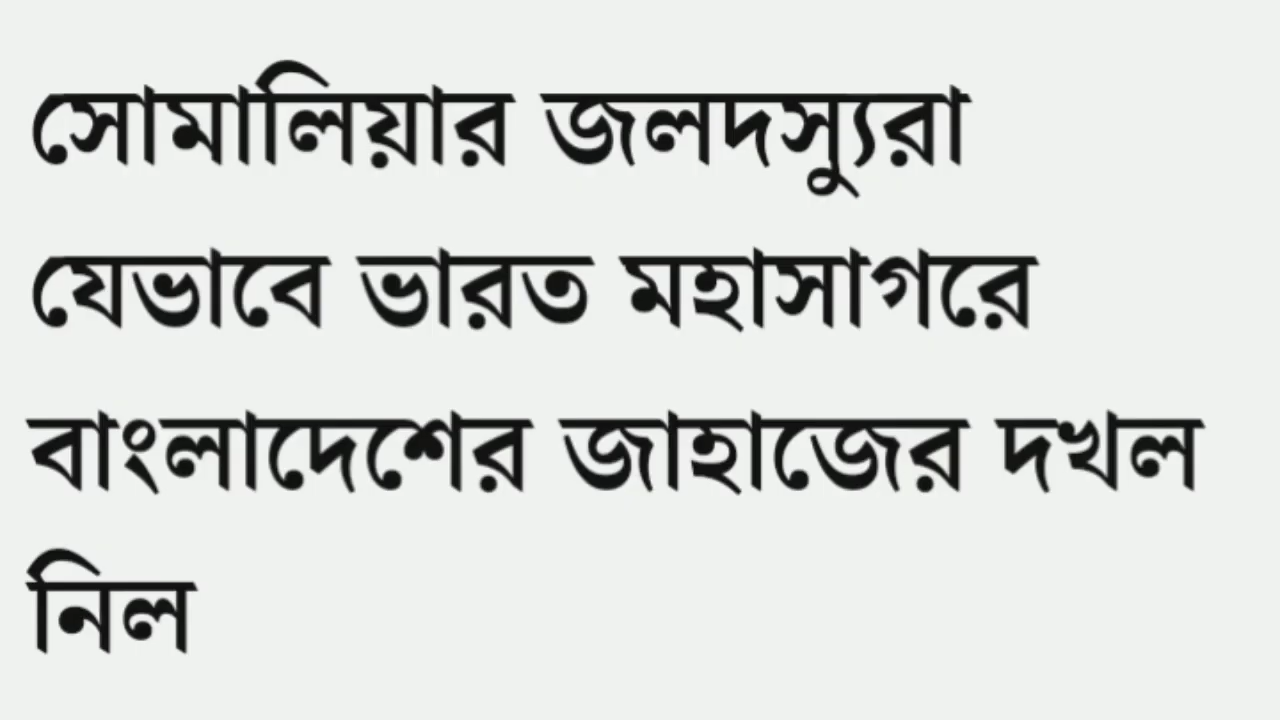 সোমালিয়ার জলদস্যুরা
যেভাবে ভারত মহাসাগরে
বাংলাদেশের জাহাজের দখল
নিল